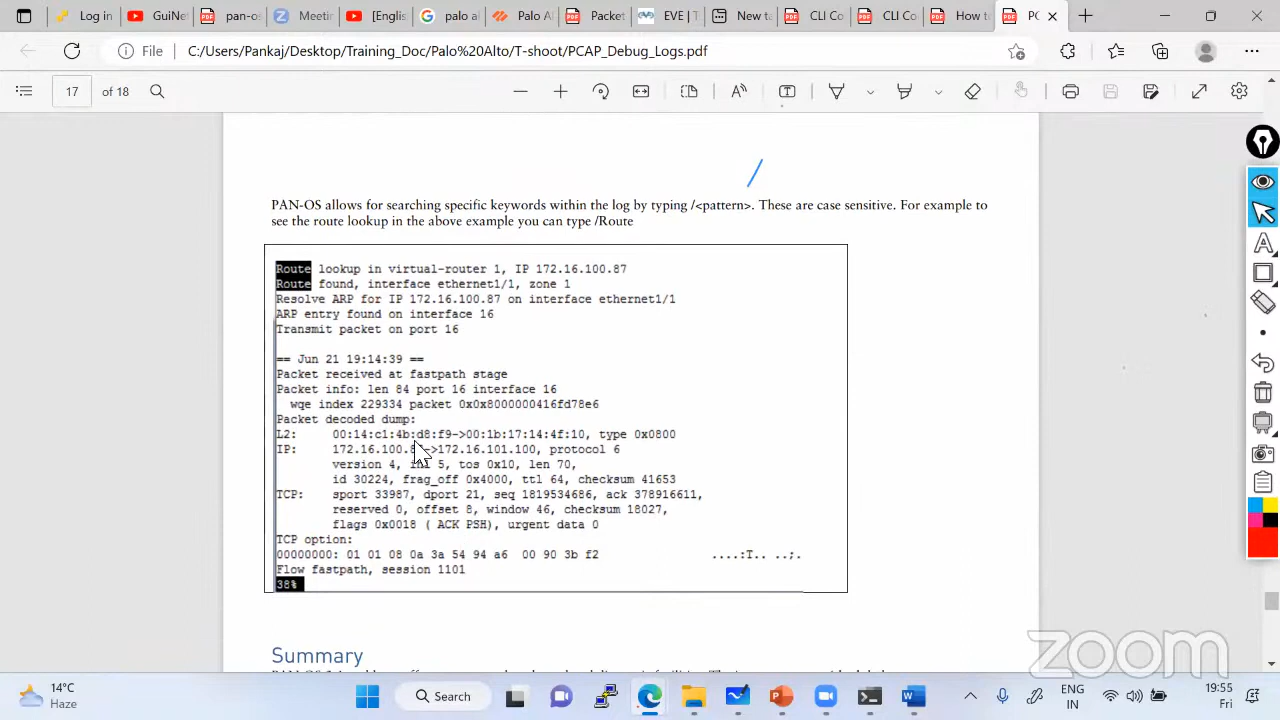 Log in
GuiNe
pan-os
Meetir
[Englis
palo al
Palo Al
Packet
EVE | T
New ta
CLI Co
CLI Co
How to
PC
File
C:/Users/Pankaj/Desktop/Training_Doc/Palo%20Alto/T-shoot/PCAP_Debug_Logs.pdf
17 of 18
PAN-OS allows for searching specific keywords within the log by typing /<pattern>. These are case sensitive. For example to
see the route lookup in the above example you can type /Route
Route lookup in virtual-router 1, IP 172.16.100.87
Route found, interface ethernet1/1, zone 1
Resolve ARP for IP 172.16.100.87 on interface ethernet1/1
ARP entry found on interface 16
Transmit packet on port 16
== Jun 21 19:14:39 ==
Packet received at fastpath stage
Packet info: len 84 port 16 interface 16
wqe index 229334 packet 0x0x8000000416fd78e6
Packet decoded dump:
L2: 00:14:c1:4b:d8:f9->00:1b:17:14:4f:10, type 0x0800
IP: 172.16.100.8 ->172.16.101.100, protocol 6
version 4, 5, tos 0x10, len 70,
id 30224, frag_off 0x4000, ttl 64, checksum 41653
TCP: sport 33987, dport 21, seq 1819534686, ack 378916611,
reserved 0, offset 8, window 46, checksum 18027,
flags 0x0018 ( ACK PSH), urgent data 0
TCP option:
00000000: 01 01 08 0a 3a 54 94 a6 00 90 3b f2 ....:T.. ..;.
Flow fastpath, session 1101
38%
Summary
zoom
14°C
Haze
Search
ENG
IN
19:55
Fri